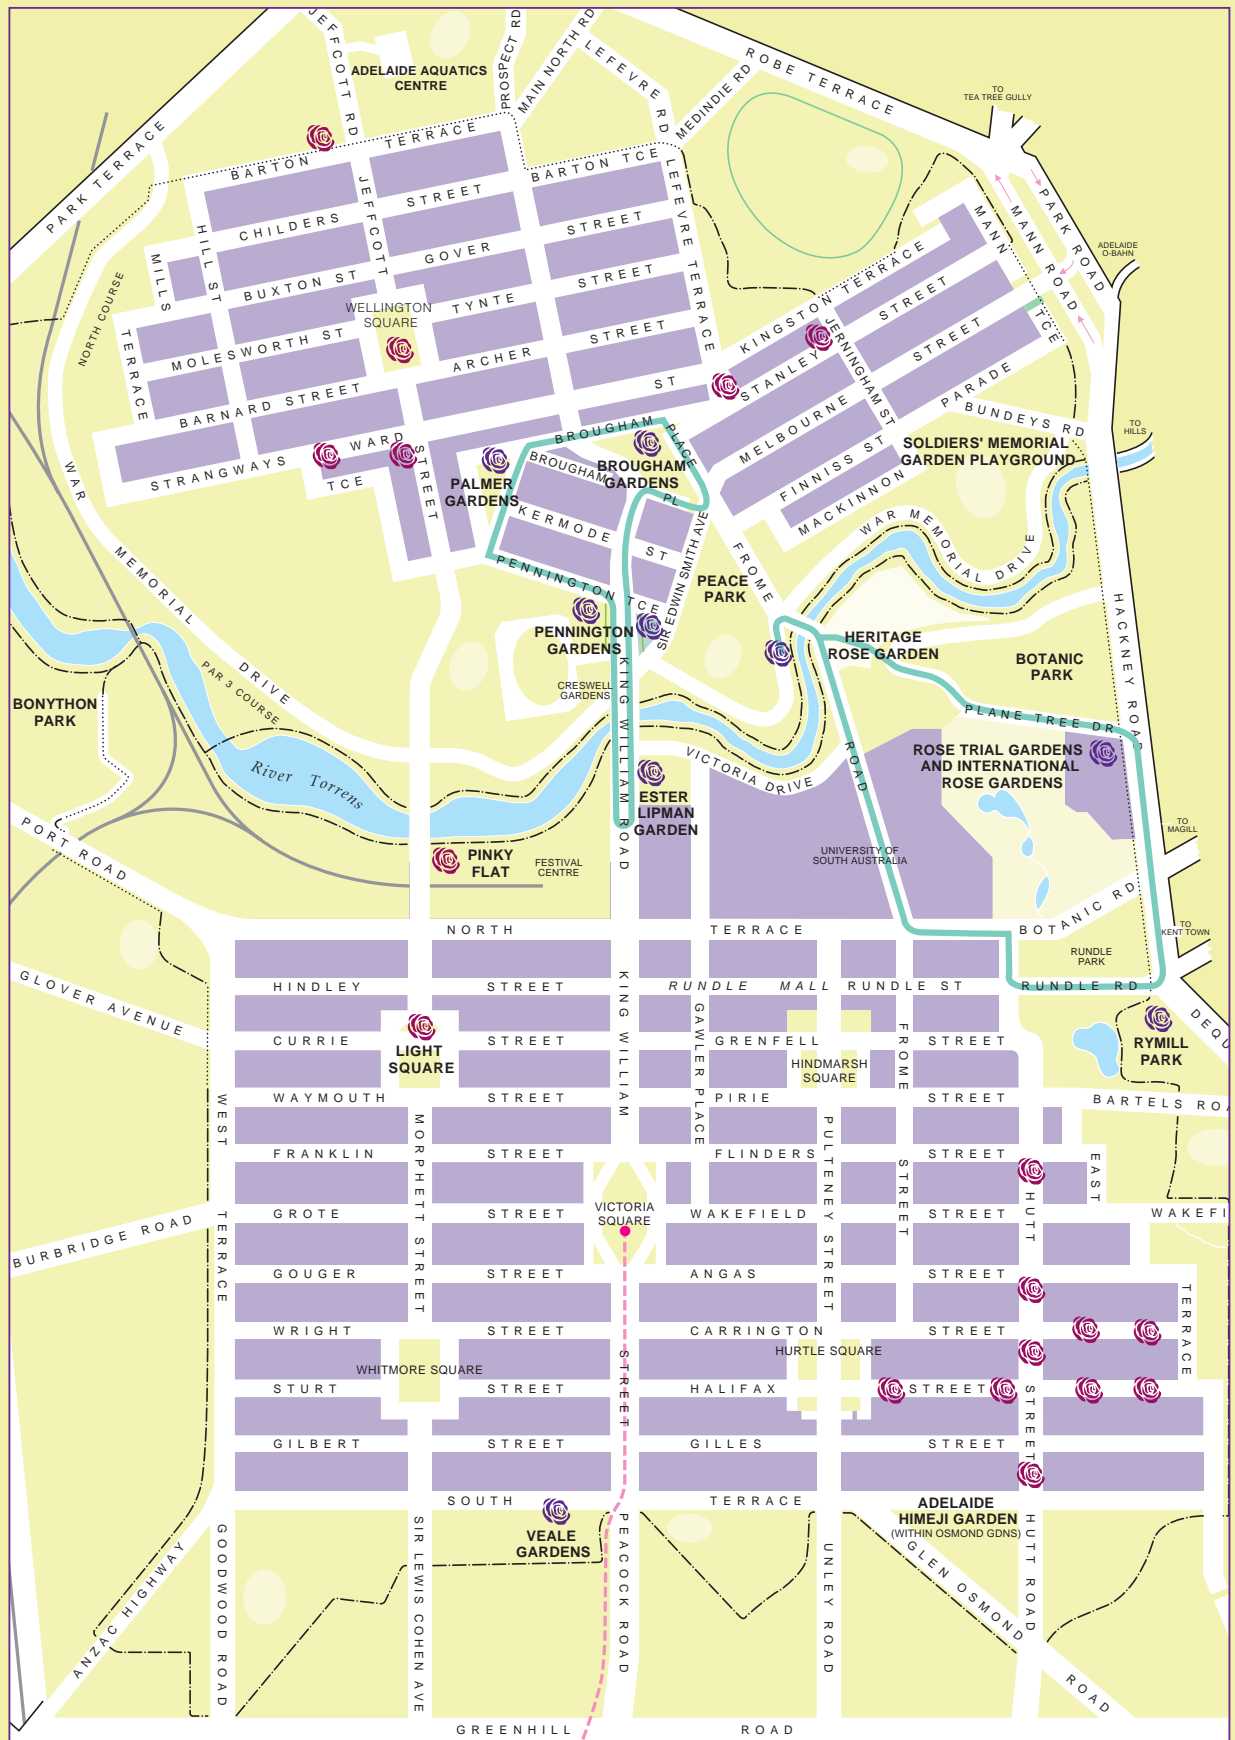 JEFFCOTT RD
PROSPECT RD
MAIN NORTH RD
LEFEVRE RD
MEDINDIE RD
ROBE TERRACE
ADELAIDE AQUATICS
CENTRE
TO
TEA TREE GULLY
PARK TERRACE
BARTON TERRACE
BARTON TCE
LEFEVRE TERRACE
CHILDERS STREET
HILL ST
JEFFCOTT
GOVER STREET
MILLS TERRACE
BUXTON ST
TYNTE STREET
WELLINGTON
SQUARE
MOLESWORTH ST
ARCHER STREET
BARNARD STREET
WARD ST
STREET
STRANGWAYS TCE
NORTH COURSE
MANN TCE
MANN ROAD
PARK ROAD
ADELAIDE
O-BAHN
KINGSTON TERRACE
STANLEY STREET
JERNINGHAM ST
MELBOURNE STREET
FINNISS ST
PARADE
MACKINNON
BUNDEYS RD
TO
HILLS
SOLDIERS' MEMORIAL
GARDEN PLAYGROUND
BROUGHAM PLACE
BROUGHAM PL
BROUGHAM
GARDENS
PALMER
GARDENS
KERMODE ST
PENNINGTON TCE
SIR EDWIN SMITH AVE
PEACE
PARK
FROME ROAD
WAR MEMORIAL DRIVE
WAR MEMORIAL DRIVE
HACKNEY ROAD
PENNINGTON
GARDENS
HERITAGE
ROSE GARDEN
BOTANIC
PARK
CRESWELL
GARDENS
KING WILLIAM ROAD
PAR 3 COURSE
BONYTHON
PARK
PLANE TREE DR
ROSE TRIAL GARDENS
AND INTERNATIONAL
ROSE GARDENS
VICTORIA DRIVE
River Torrens
ESTER
LIPMAN
GARDEN
TO
MAGILL
PORT ROAD
PINKY
FLAT
FESTIVAL
CENTRE
UNIVERSITY OF
SOUTH AUSTRALIA
BOTANIC RD
TO
KENT TOWN
NORTH TERRACE
RUNDLE
PARK
GLOVER AVENUE
HINDLEY STREET
RUNDLE MALL
RUNDLE ST
RUNDLE RD
KING WILLIAM STREET
GAWLER PLACE
FROME STREET
DEQU
RYMILL
PARK
LIGHT
SQUARE
CURRIE STREET
GRENFELL STREET
HINDMARSH
SQUARE
WAYMOUTH STREET
PIRIE STREET
BARTELS ROA
WEST TERRACE
MORPHETT STREET
PULTENEY STREET
FRANKLIN STREET
FLINDERS STREET
EAST TERRACE
HUTT STREET
VICTORIA
SQUARE
GROTE STREET
WAKEFIELD STREET
WAKEFI
BURBRIDGE ROAD
GOUGER STREET
ANGAS STREET
WRIGHT STREET
CARRINGTON STREET
WHITMORE SQUARE
HURTLE SQUARE
STURT STREET
HALIFAX STREET
GILBERT STREET
GILLES STREET
SOUTH TERRACE
VEALE
GARDENS
ADELAIDE
HIMEJI GARDEN
(WITHIN OSMOND GDNS)
ANZAC HIGHWAY
GOODWOOD ROAD
SIR LEWIS COHEN AVE
PEACOCK ROAD
UNLEY ROAD
GLEN OSMOND ROAD
HUTT ROAD
GREENHILL ROAD